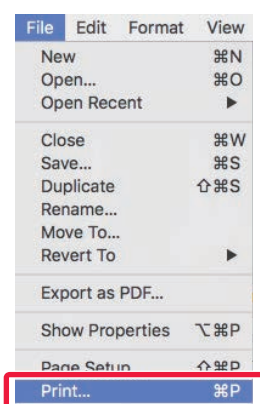 File Edit Format View
New ⌘N
Open... ⌘O
Open Recent ▶
Close ⌘W
Save... ⌘S
Duplicate ⇧⌘S
Rename...
Move To...
Revert To ▶
Export as PDF...
Show Properties ⌥⌘P
Page Setup ⇧⌘P
Print... ⌘P